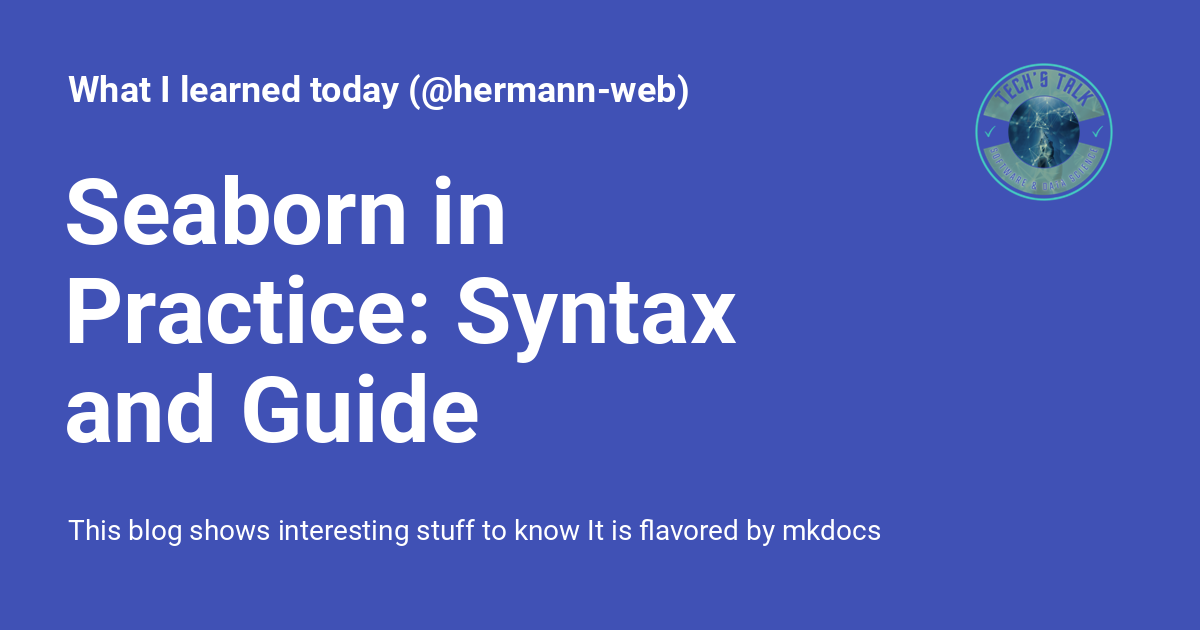 What I learned today (@hermann-web)
TECH'S TALK
SOFTWARE & DATA SCIENCE
Seaborn in
Practice: Syntax
and Guide
This blog shows interesting stuff to know It is flavored by mkdocs